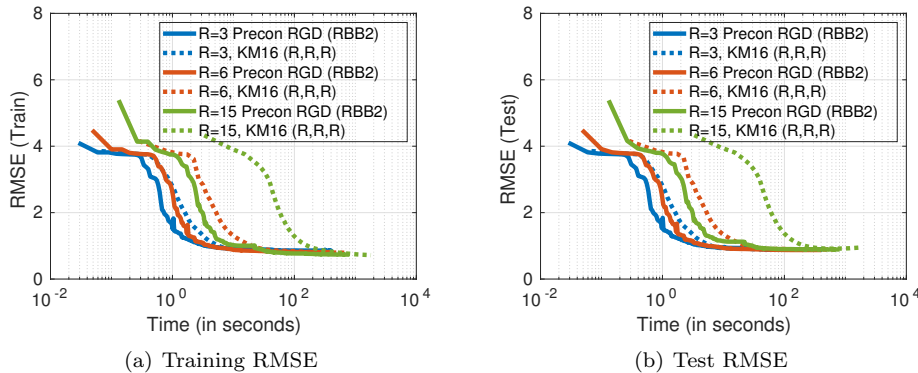 R=3 Precon RGD (RBB2)
R=3, KM16 (R,R,R)
R=6 Precon RGD (RBB2)
R=6, KM16 (R,R,R)
R=15 Precon RGD (RBB2)
R=15, KM16 (R,R,R)
8
6
4
2
0
RMSE (Train)
10^-2 10^0 10^2 10^4
Time (in seconds)
(a) Training RMSE
R=3 Precon RGD (RBB2)
R=3, KM16 (R,R,R)
R=6 Precon RGD (RBB2)
R=6, KM16 (R,R,R)
R=15 Precon RGD (RBB2)
R=15, KM16 (R,R,R)
8
6
4
2
0
RMSE (Test)
10^-2 10^0 10^2 10^4
Time (in seconds)
(b) Test RMSE